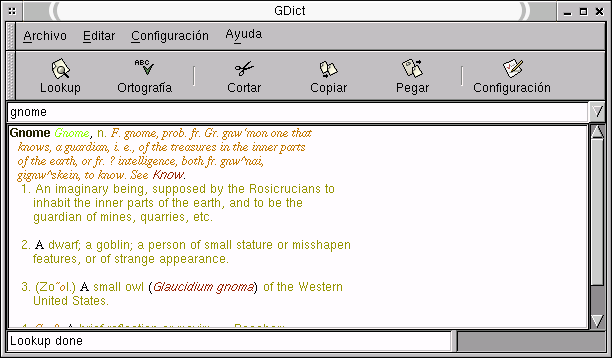 GDict
Archivo Editar Configuración Ayuda
Lookup Ortografía Cortar Copiar Pegar Configuración
gnome
Gnome Gnome, n. F. gnome, prob. fr. Gr. gnw'mon one that
knows, a guardian, i. e., of the treasures in the inner parts
of the earth, or fr. ? intelligence, both fr. gnw^nai,
gignw^skein, to know. See Know.
1. An imaginary being, supposed by the Rosicrucians to
inhabit the inner parts of the earth, and to be the
guardian of mines, quarries, etc.
2. A dwarf; a goblin; a person of small stature or misshapen
features, or of strange appearance.
3. (Zo"ol.) A small owl (Glaucidium gnoma) of the Western
United States.
A brief reflection or maxim.
Lookup done